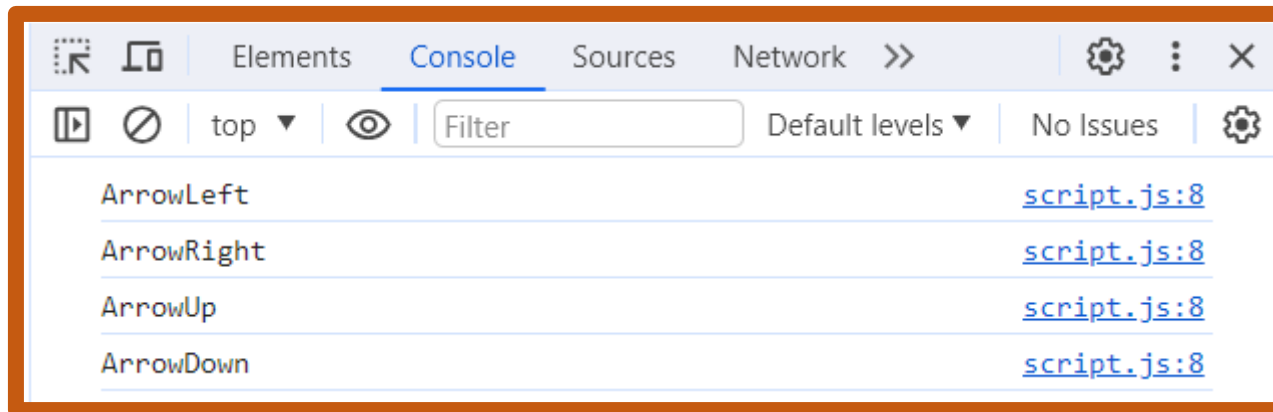 Elements Console Sources Network
top Filter Default levels No Issues
ArrowLeft script.js:8
ArrowRight script.js:8
ArrowUp script.js:8
ArrowDown script.js:8